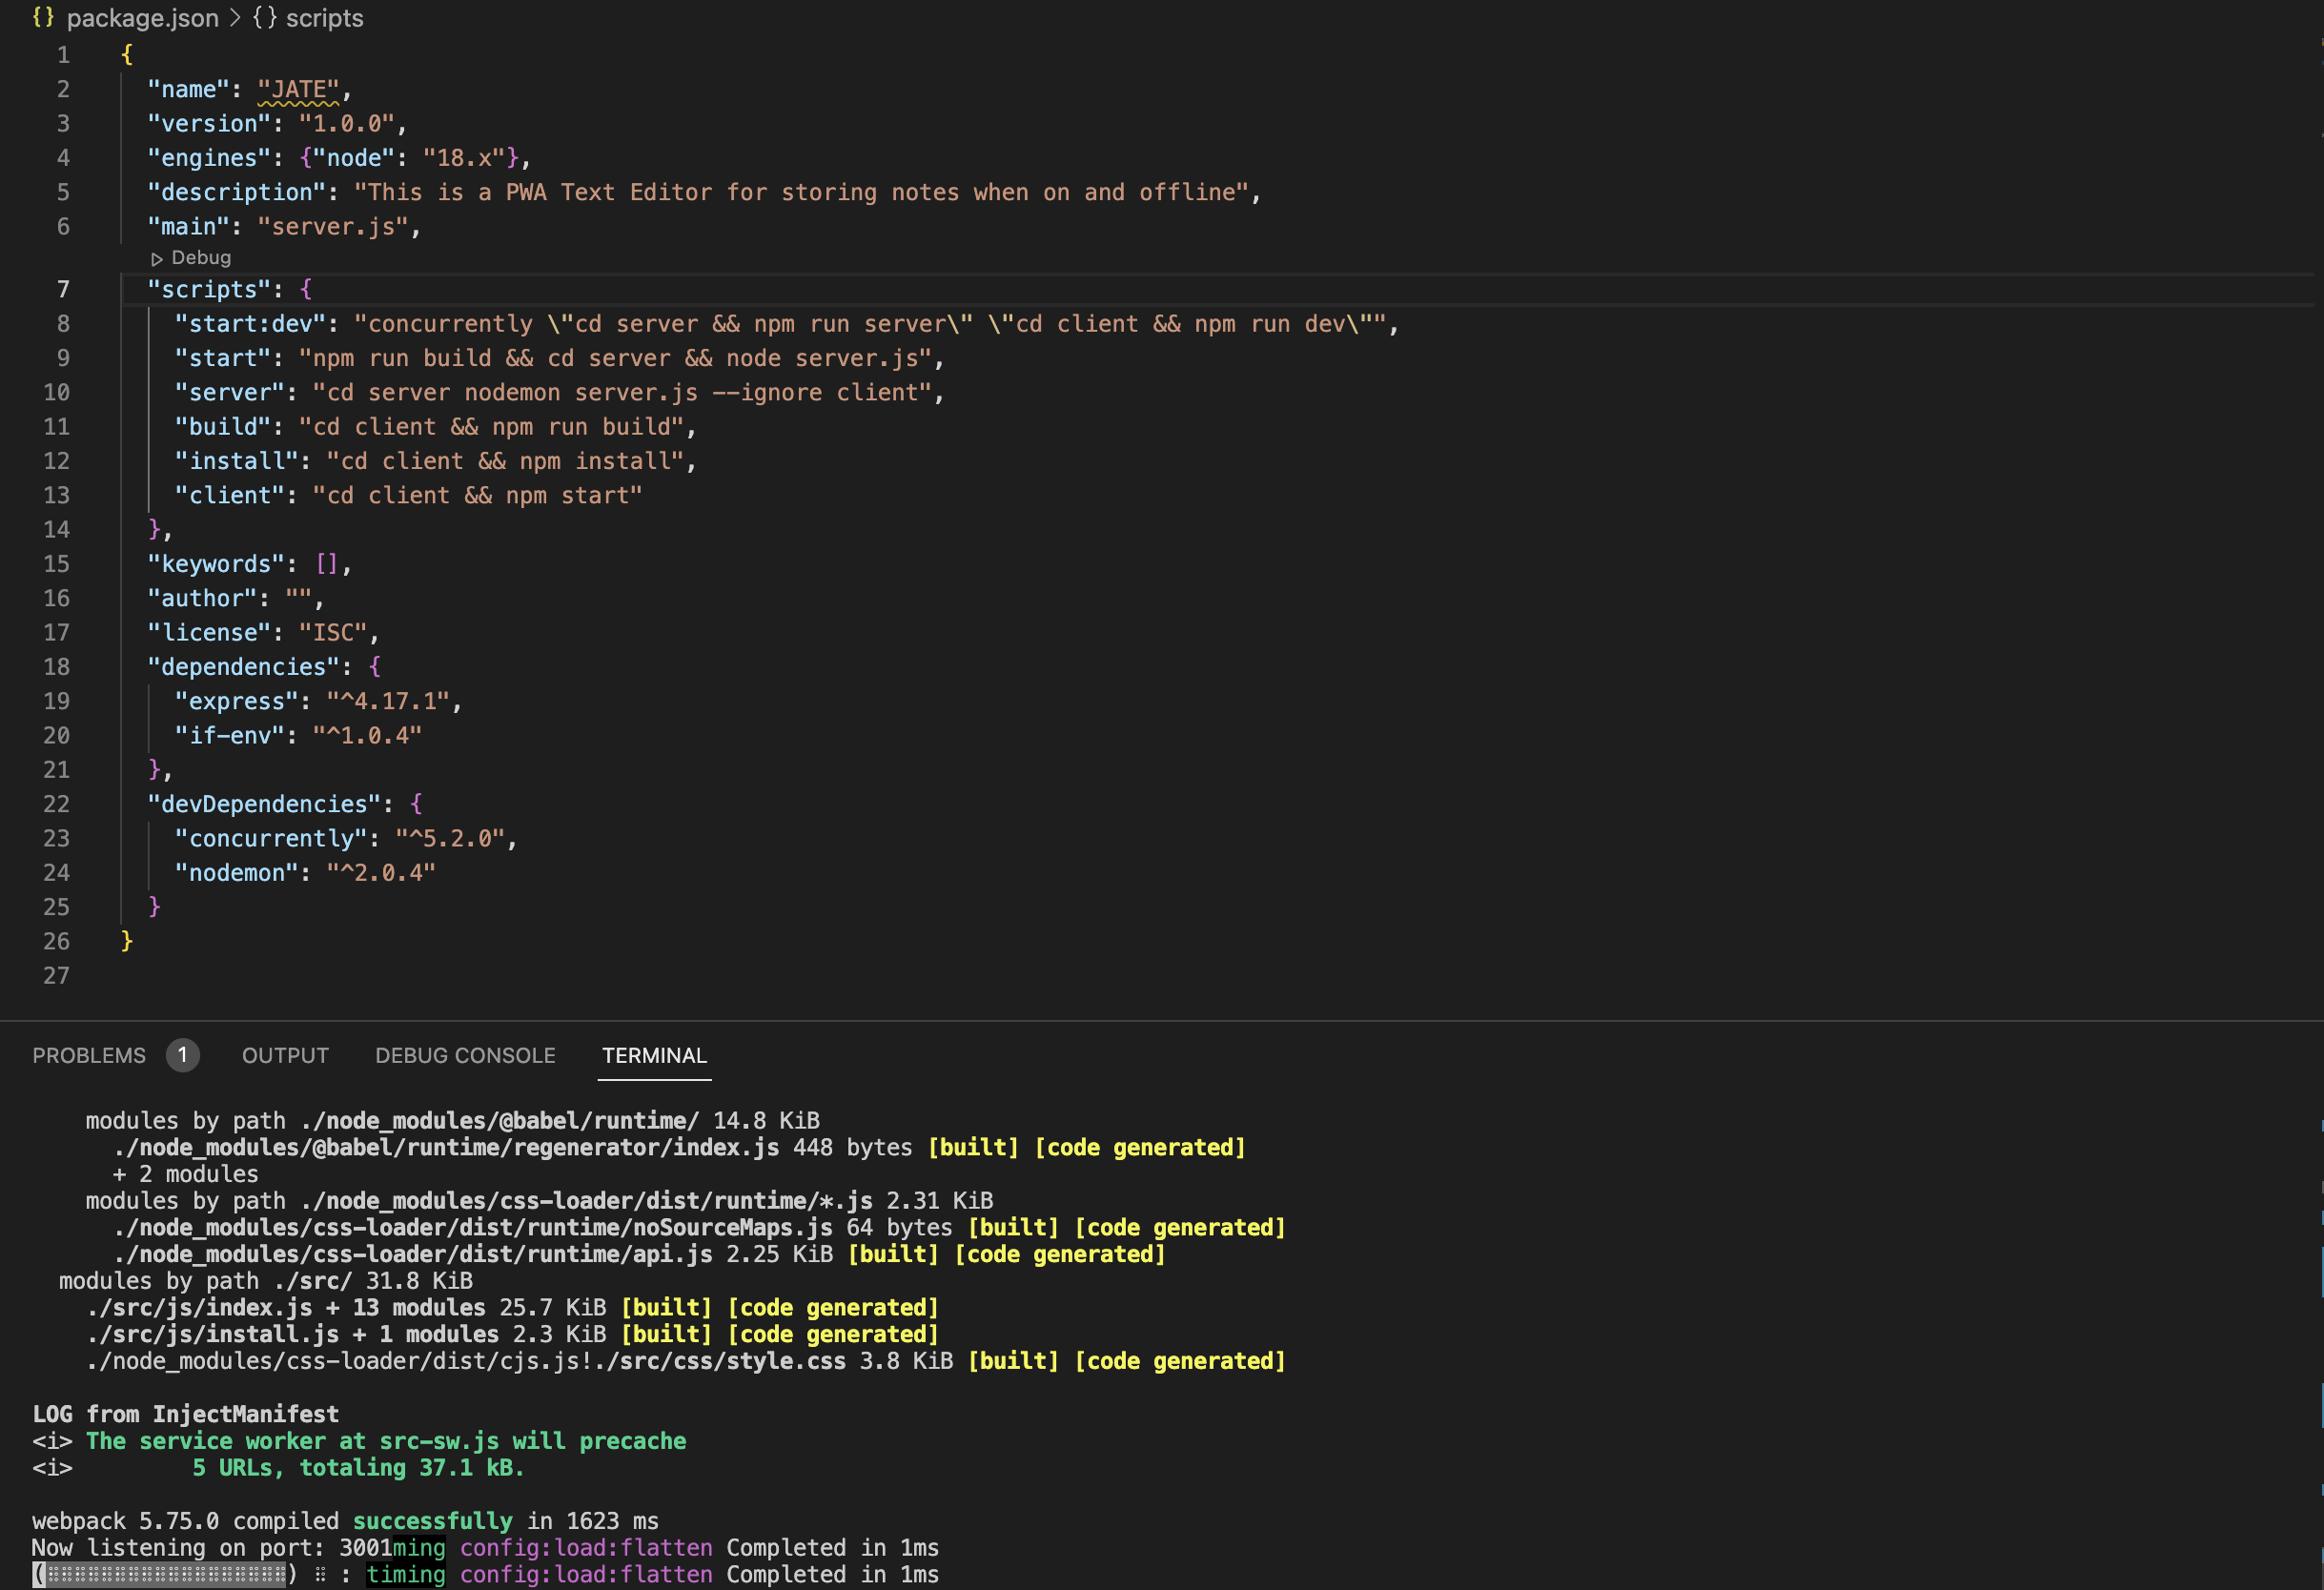 {} package.json > {} scripts
1 {
2 "name": "JATE",
3 "version": "1.0.0",
4 "engines": {"node": "18.x"},
5 "description": "This is a PWA Text Editor for storing notes when on and offline",
6 "main": "server.js",
Debug
7 "scripts": {
8 "start:dev": "concurrently \"cd server && npm run server\" \"cd client && npm run dev\"",
9 "start": "npm run build && cd server && node server.js",
10 "server": "cd server nodemon server.js --ignore client",
11 "build": "cd client && npm run build",
12 "install": "cd client && npm install",
13 "client": "cd client && npm start"
14 },
15 "keywords": [],
16 "author": "",
17 "license": "ISC",
18 "dependencies": {
19 "express": "^4.17.1",
20 "if-env": "^1.0.4"
21 },
22 "devDependencies": {
23 "concurrently": "^5.2.0",
24 "nodemon": "^2.0.4"
25 }
26 }
27
PROBLEMS 1 OUTPUT DEBUG CONSOLE TERMINAL
modules by path ./node_modules/@babel/runtime/ 14.8 KiB
./node_modules/@babel/runtime/regenerator/index.js 448 bytes [built] [code generated]
+ 2 modules
modules by path ./node_modules/css-loader/dist/runtime/*.js 2.31 KiB
./node_modules/css-loader/dist/runtime/noSourceMaps.js 64 bytes [built] [code generated]
./node_modules/css-loader/dist/runtime/api.js 2.25 KiB [built] [code generated]
modules by path ./src/ 31.8 KiB
./src/js/index.js + 13 modules 25.7 KiB [built] [code generated]
./src/js/install.js + 1 modules 2.3 KiB [built] [code generated]
./node_modules/css-loader/dist/cjs.js!./src/css/style.css 3.8 KiB [built] [code generated]
LOG from InjectManifest
<i> The service worker at src-sw.js will precache
<i> 5 URLs, totaling 37.1 kB.
webpack 5.75.0 compiled successfully in 1623 ms
Now listening on port: 3001ming config:load:flatten Completed in 1ms
(⠿⠿⠿⠿⠿⠿⠿⠿⠿⠿⠿⠿⠿⠿⠿⠿⠿⠿) ⠿ : timing config:load:flatten Completed in 1ms